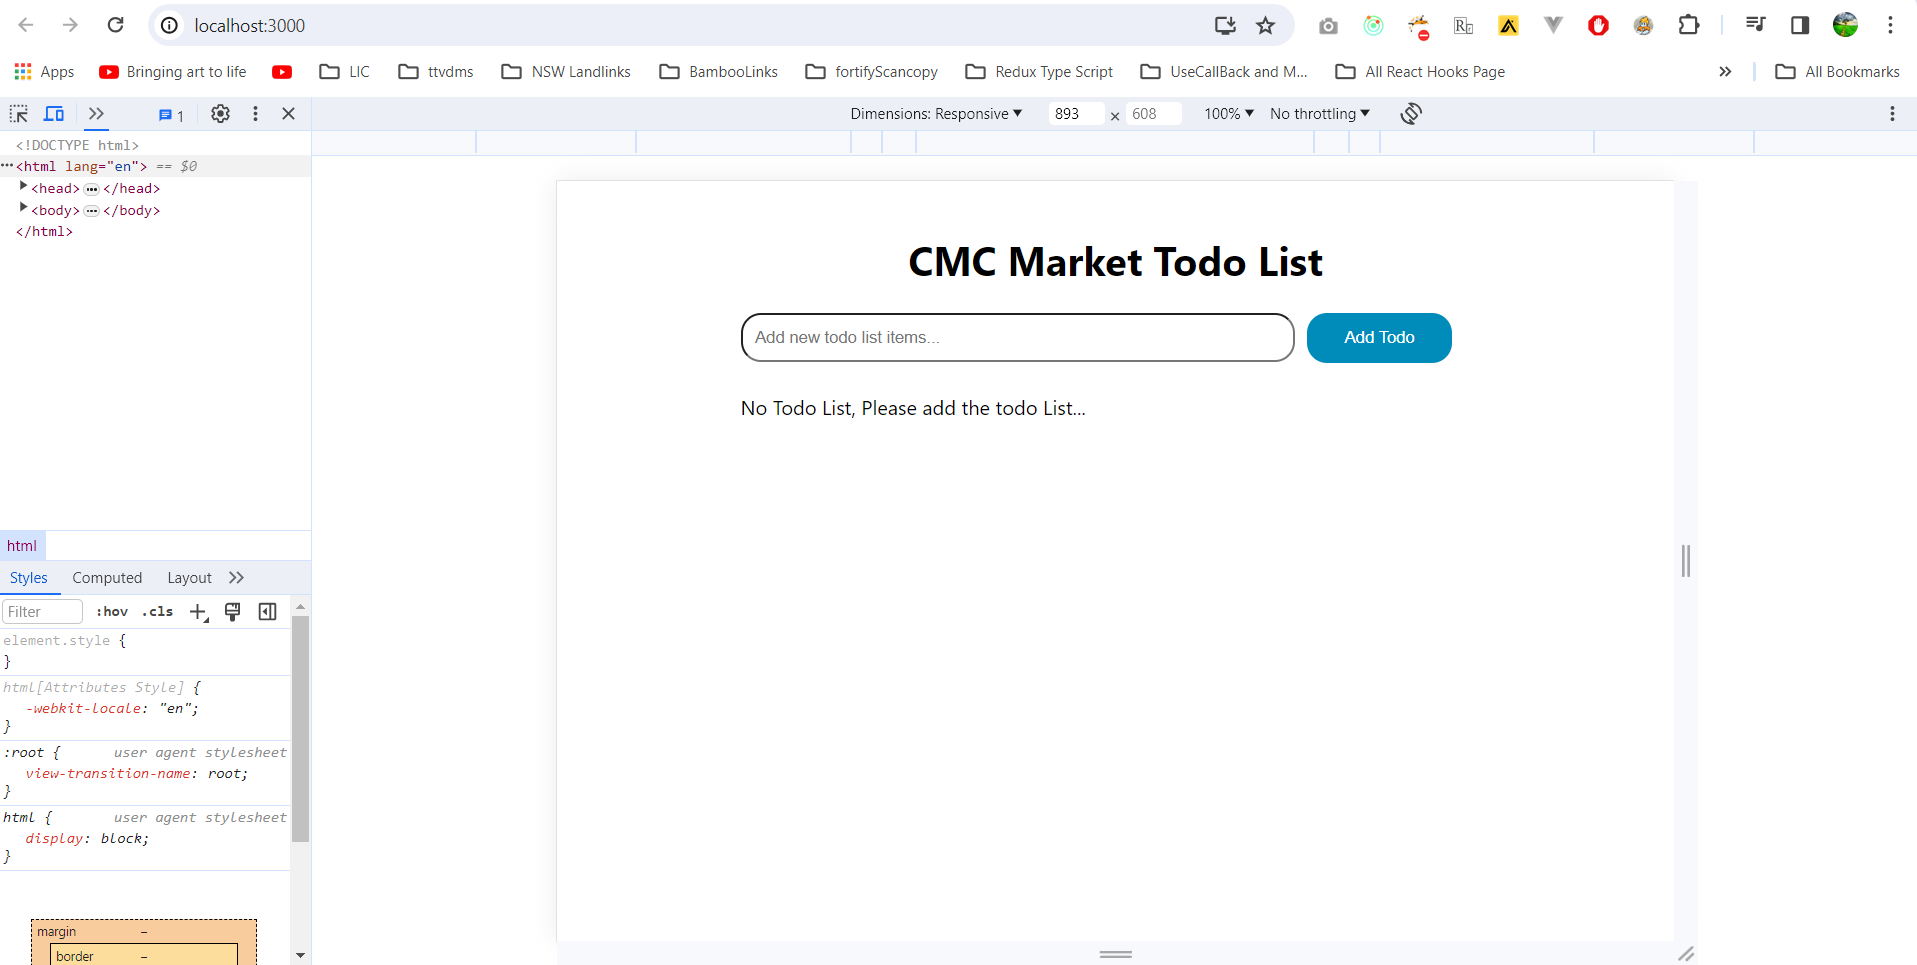 localhost:3000
Apps Bringing art to life LIC ttvdms NSW Landlinks BambooLinks fortifyScancopy Redux Type Script UseCallBack and M... All React Hooks Page All Bookmarks
1 Dimensions: Responsive 893 × 608 100% No throttling
<!DOCTYPE html>
<html lang="en"> == $0
<head> </head>
<body> </body>
</html>
CMC Market Todo List
Add new todo list items... Add Todo
No Todo List, Please add the todo List...
html
Styles Computed Layout
Filter :hov .cls
element.style {
}
html[Attributes Style] {
-webkit-locale: "en";
}
:root { user agent stylesheet
view-transition-name: root;
}
html { user agent stylesheet
display: block;
}
margin –
border –